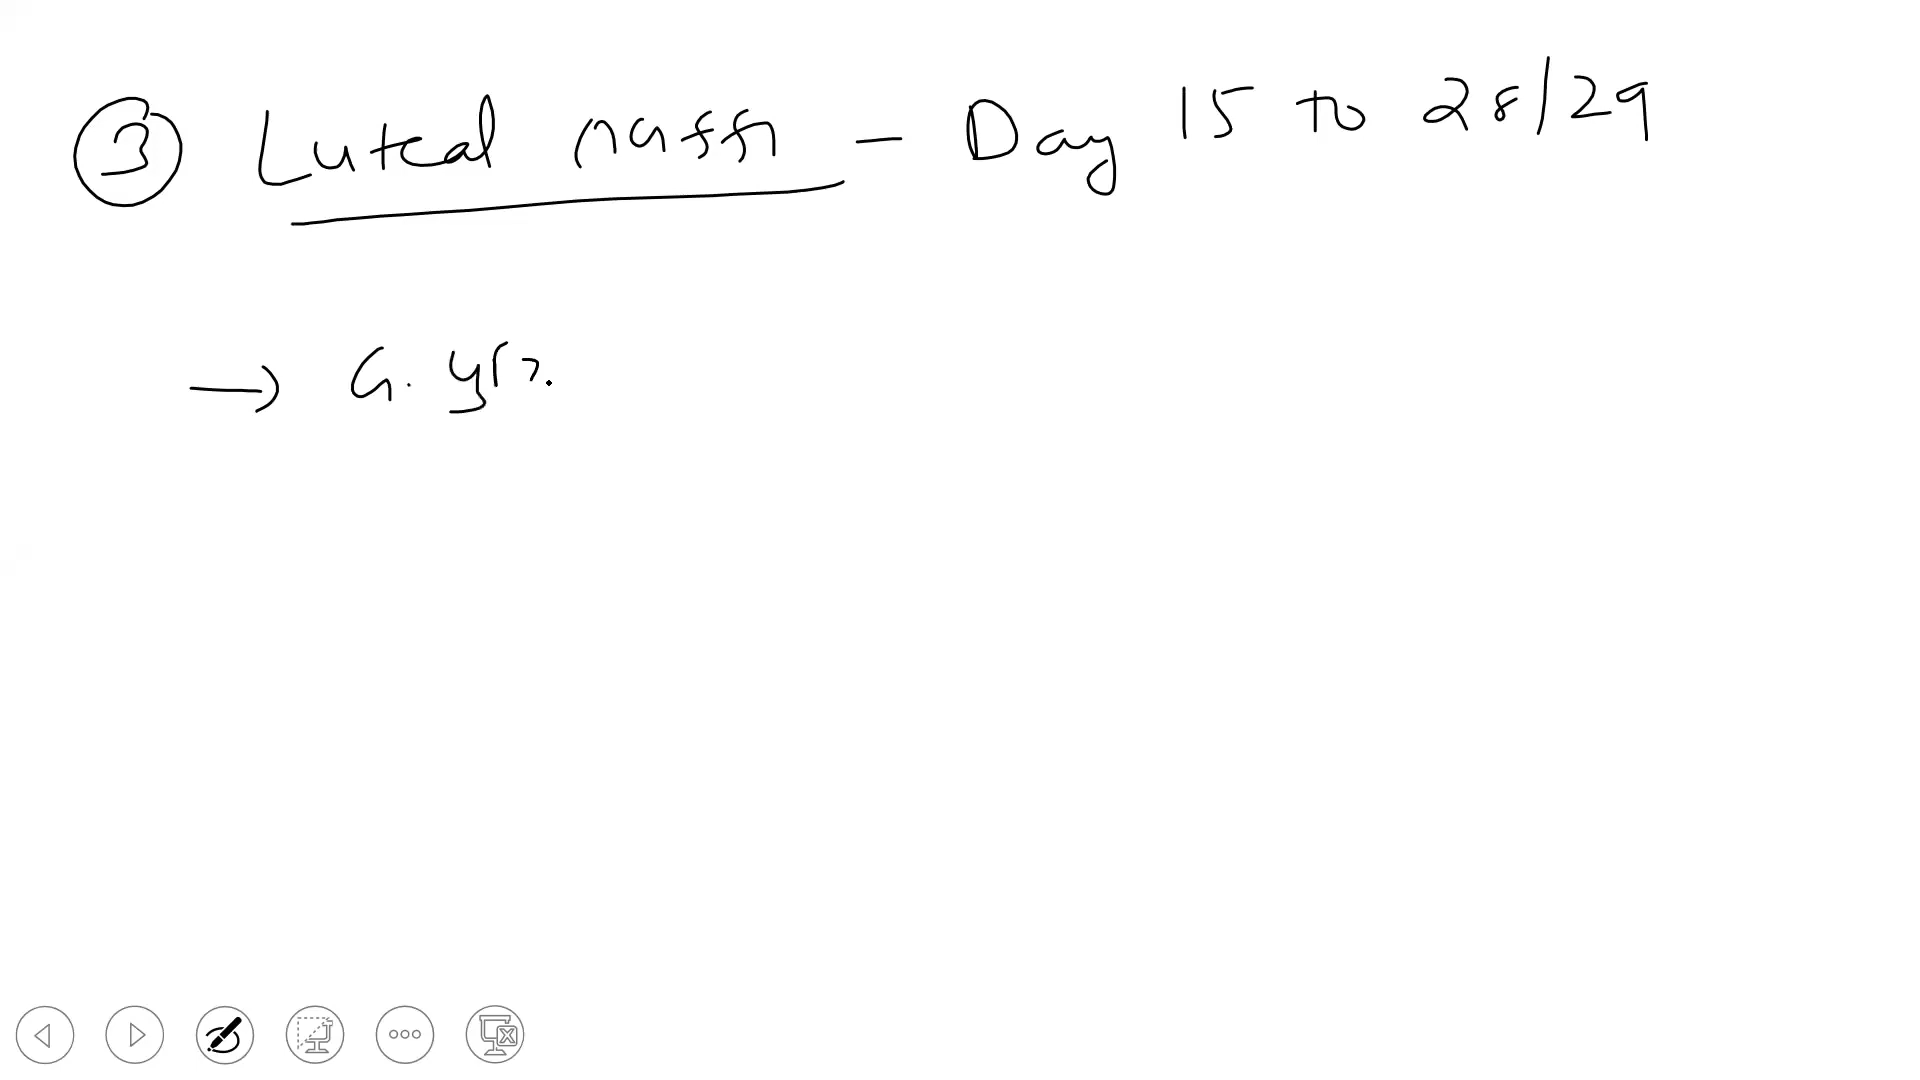 ③ Luteal – Day 15 to 28/29
→ G.